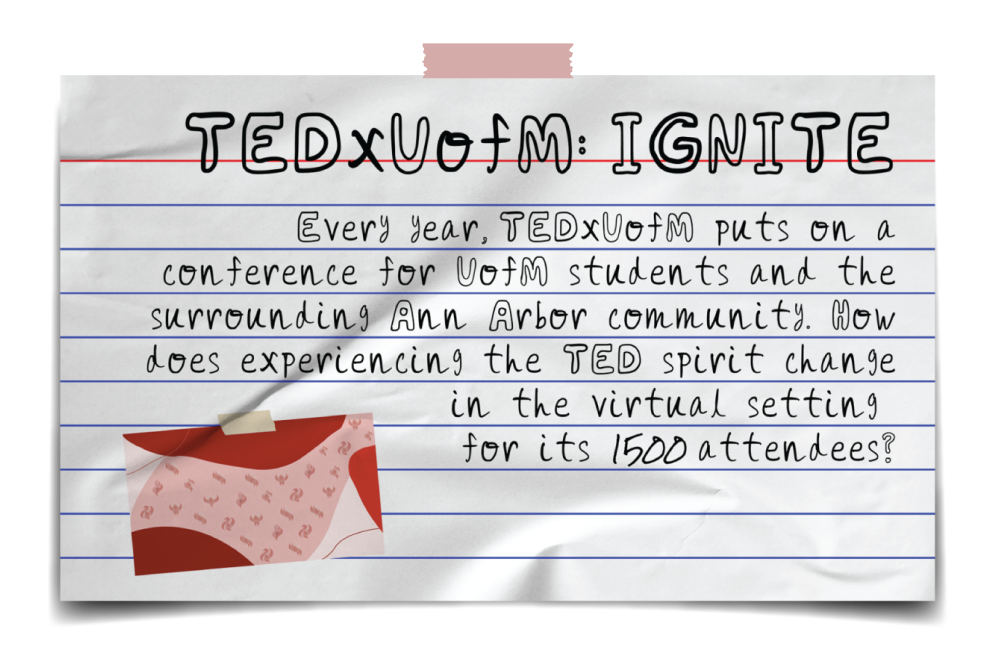 TEDxUofM: IGNITE
Every year, TEDxUofM puts on a
conference for UofM students and the
surrounding Ann Arbor community. How
does experiencing the TED spirit change
in the virtual setting
for its 1500 attendees?